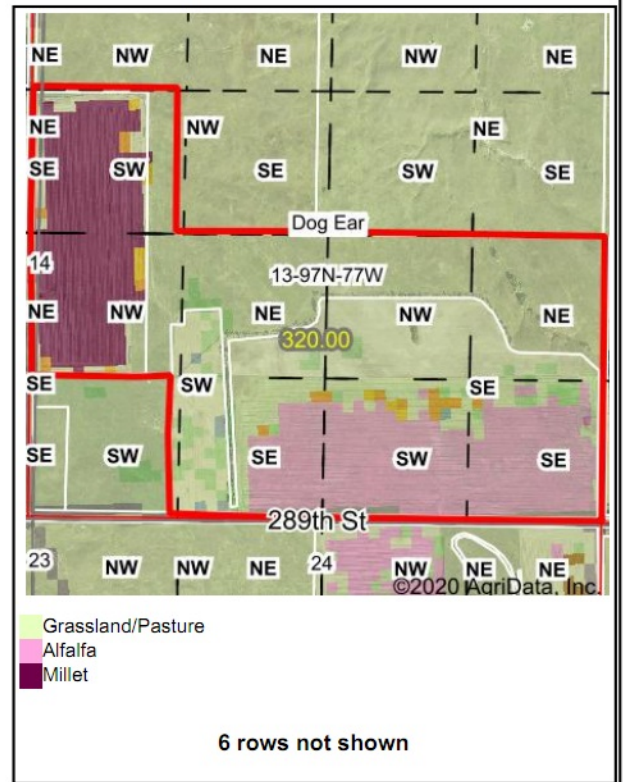 NE NW NE NW NE
NE NW NE
SE SW SE SW SE
Dog Ear
14 13-97N-77W
NE NW NE NW NE
320.00
SE SW SE
SE SW SE SW SE
289th St
23 NW NW NE 24 NW NE NE
©2020 AgriData, Inc.
Grassland/Pasture
Alfalfa
Millet
6 rows not shown